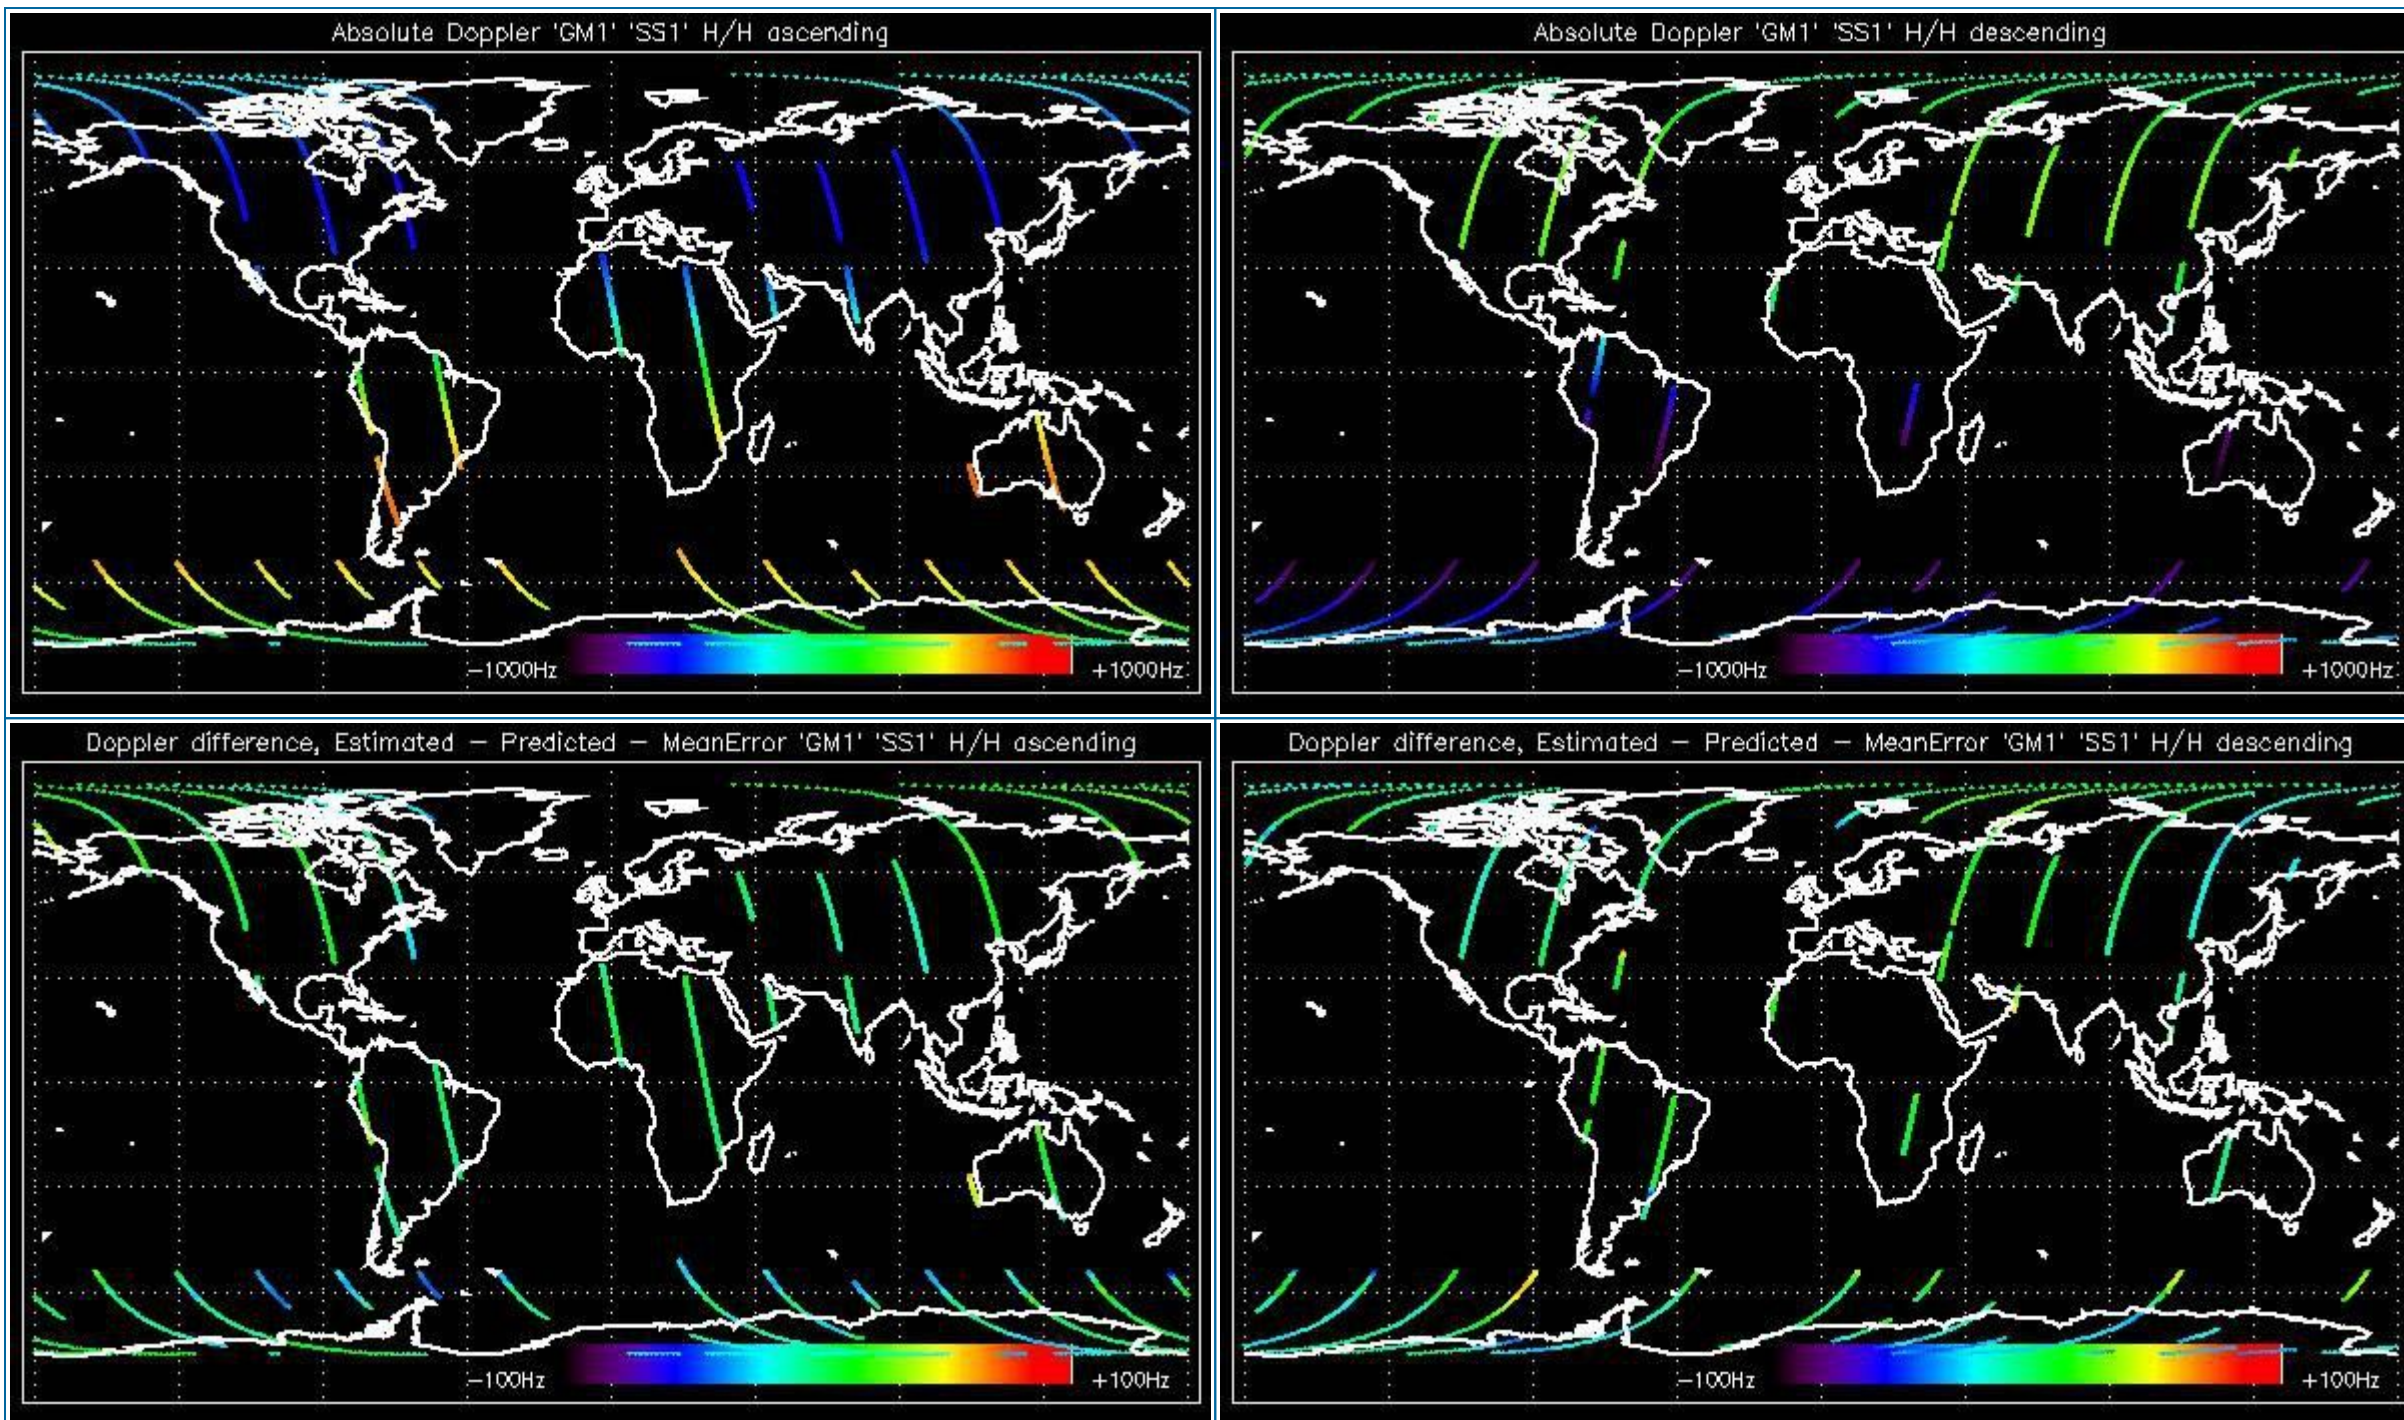 Absolute Doppler 'GM1' 'SS1' H/H ascending
-1000Hz
+1000Hz
Absolute Doppler 'GM1' 'SS1' H/H descending
-1000Hz
+1000Hz
Doppler difference, Estimated - Predicted - MeanError 'GM1' 'SS1' H/H ascending
-100Hz
+100Hz
Doppler difference, Estimated - Predicted - MeanError 'GM1' 'SS1' H/H descending
-100Hz
+100Hz